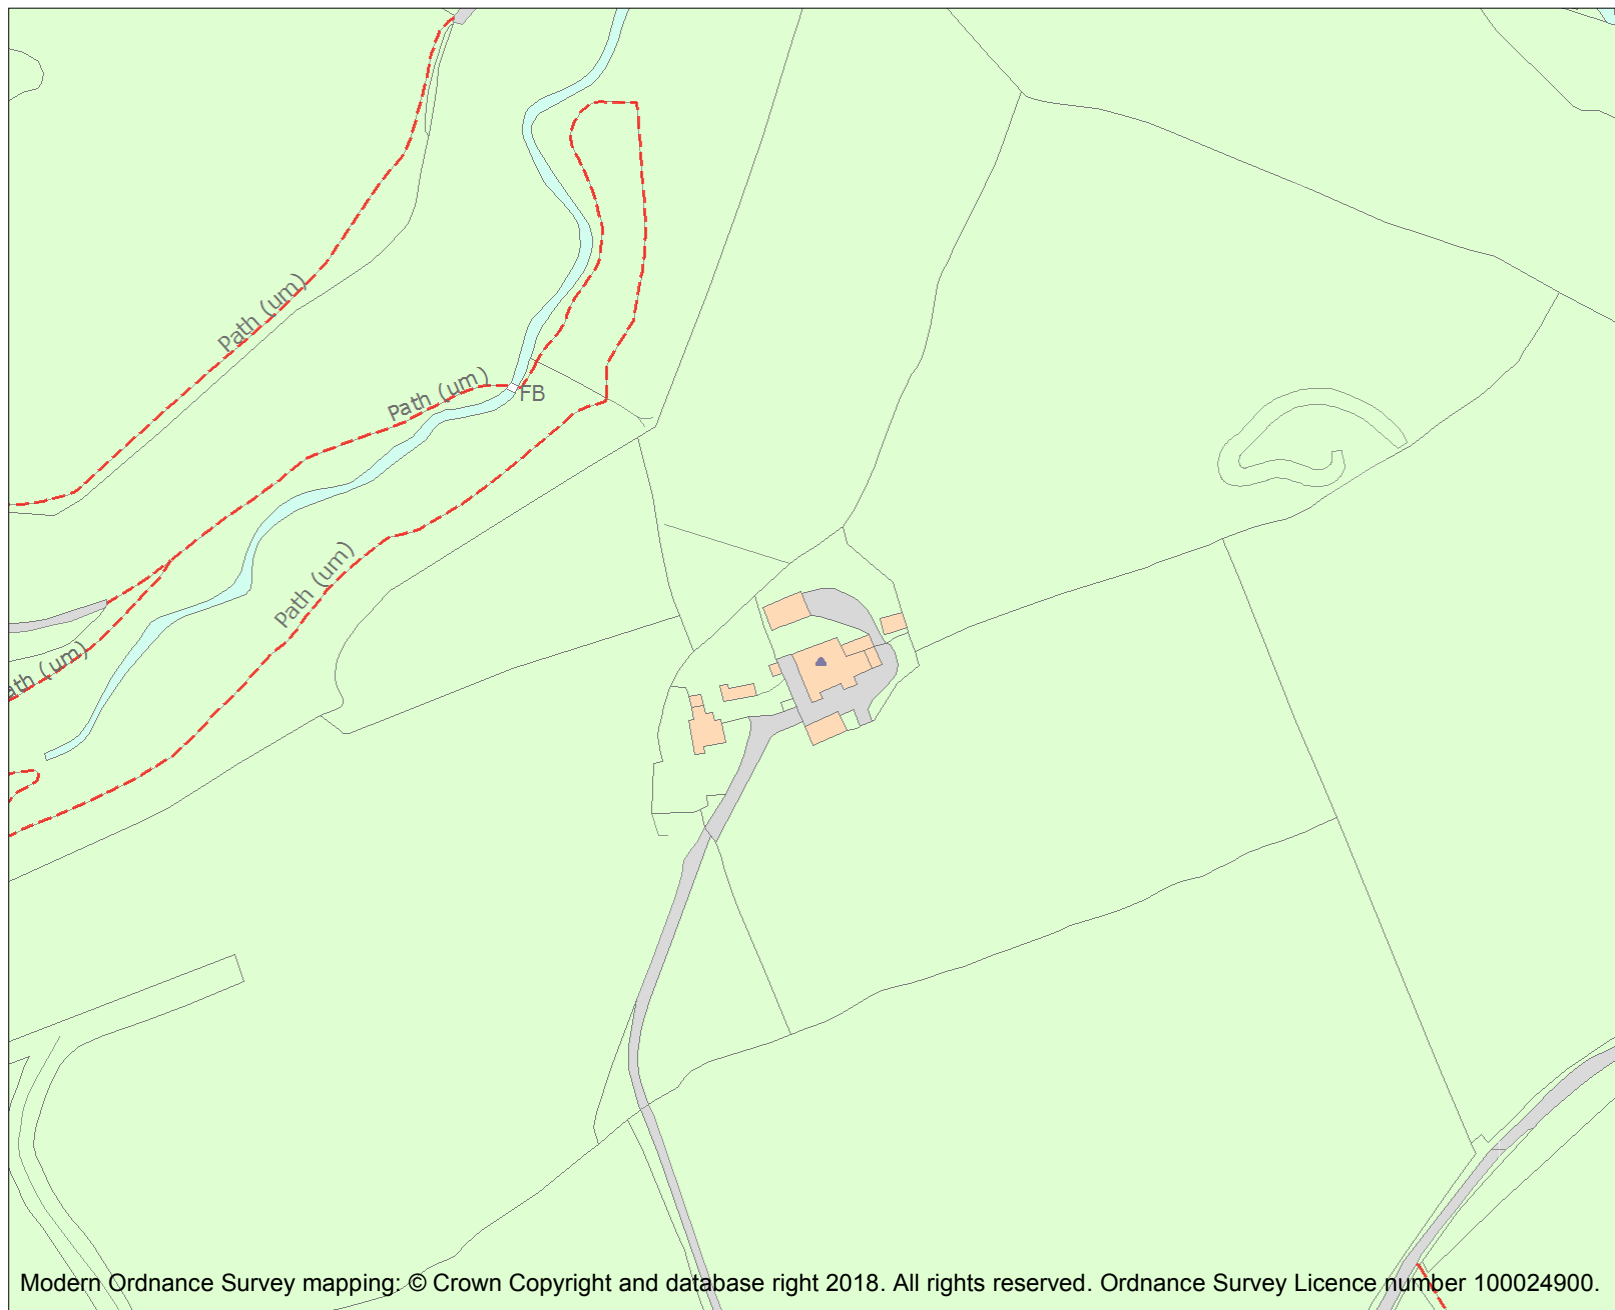 Path (um)
Path (um)
FB
Path (um)
ath (um)
Modern Ordnance Survey mapping: © Crown Copyright and database right 2018. All rights reserved. Ordnance Survey Licence number 100024900.